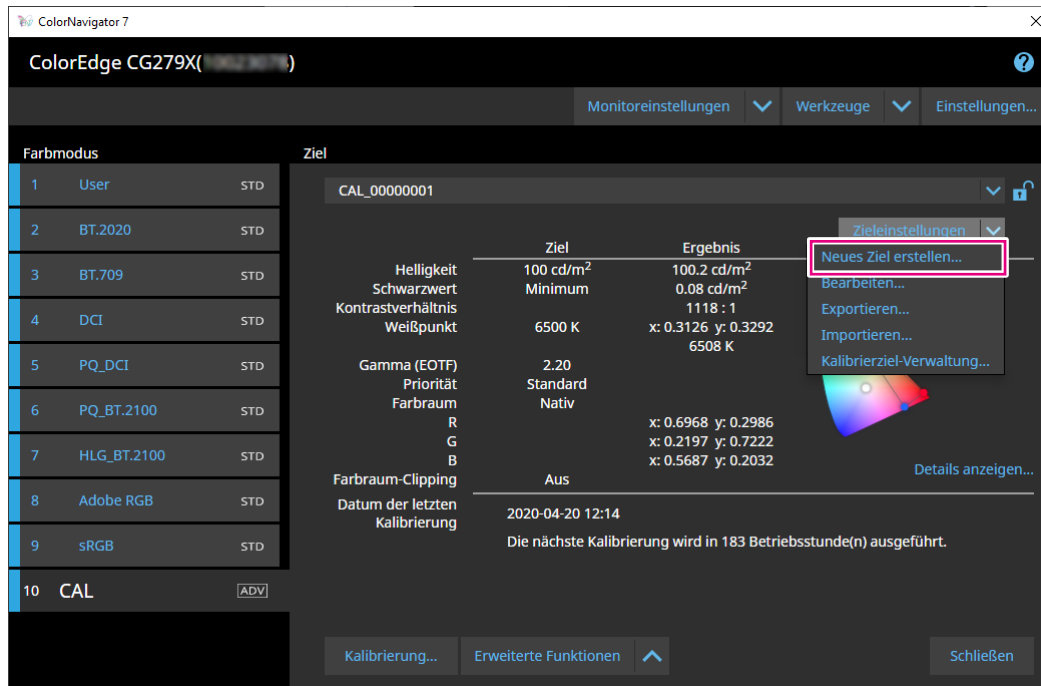 ColorNavigator 7
ColorEdge CG279X( )
Monitoreinstellungen Werkzeuge Einstellungen...
Farbmodus
1 User STD
2 BT.2020 STD
3 BT.709 STD
4 DCI STD
5 PQ_DCI STD
6 PQ_BT.2100 STD
7 HLG_BT.2100 STD
8 Adobe RGB STD
9 sRGB STD
10 CAL ADV
Ziel
CAL_00000001
Zieleinstellungen
Neues Ziel erstellen...
Bearbeiten...
Exportieren...
Importieren...
Kalibrierziel-Verwaltung...
Ziel Ergebnis
Helligkeit 100 cd/m² 100.2 cd/m²
Schwarzwert Minimum 0.08 cd/m²
Kontrastverhältnis 1118 : 1
Weißpunkt 6500 K x: 0.3126 y: 0.3292
6508 K
Gamma (EOTF) 2.20
Priorität Standard
Farbraum Nativ
R x: 0.6968 y: 0.2986
G x: 0.2197 y: 0.7222
B x: 0.5687 y: 0.2032
Farbraum-Clipping Aus
Details anzeigen...
Datum der letzten
Kalibrierung
2020-04-20 12:14
Die nächste Kalibrierung wird in 183 Betriebsstunde(n) ausgeführt.
Kalibrierung... Erweiterte Funktionen Schließen